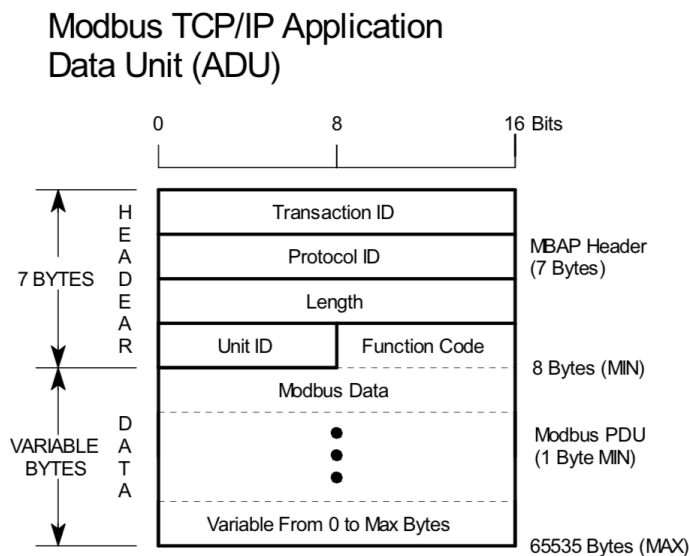 Modbus TCP/IP Application
Data Unit (ADU)
0 8 16 Bits
HEADEAR
7 BYTES
Transaction ID
Protocol ID
Length
Unit ID Function Code
MBAP Header
(7 Bytes)
8 Bytes (MIN)
VARIABLE
BYTES
DATA
Modbus Data
Modbus PDU
(1 Byte MIN)
Variable From 0 to Max Bytes
65535 Bytes (MAX)